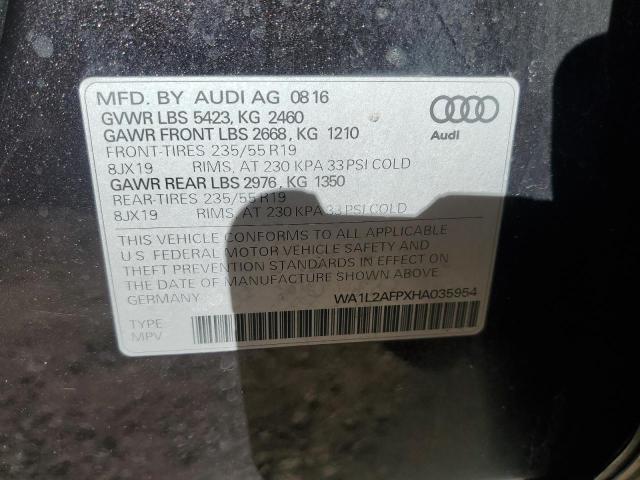 MFD. BY AUDI AG 0816
GVWR LBS 5423, KG 2460
GAWR FRONT LBS 2668, KG 1210
FRONT-TIRES 235/55 R19
8JX19 RIMS, AT 230 KPA 33 PSI COLD
GAWR REAR LBS 2976, KG 1350
REAR-TIRES 235/55 R19
8JX19 RIMS, AT 230 KPA 33 PSI COLD
Audi
THIS VEHICLE CONFORMS TO ALL APPLICABLE
U.S. FEDERAL MOTOR VEHICLE SAFETY AND
THEFT PREVENTION STANDARDS IN EFFECT ON
THE DATE OF MANUFACTURE SHOWN ABOVE.
GERMANY WA1L2AFPXHA035954
TYPE:
MPV